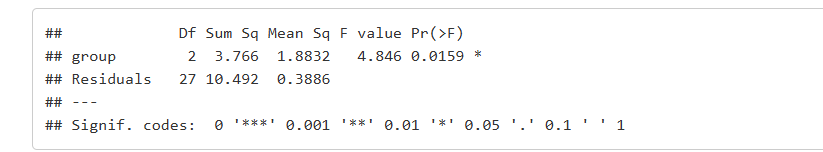 ##             Df Sum Sq Mean Sq F value Pr(>F)
## group        2  3.766  1.8832   4.846 0.0159 *
## Residuals   27 10.492  0.3886
## ---
## Signif. codes:  0 '***' 0.001 '**' 0.01 '*' 0.05 '.' 0.1 ' ' 1